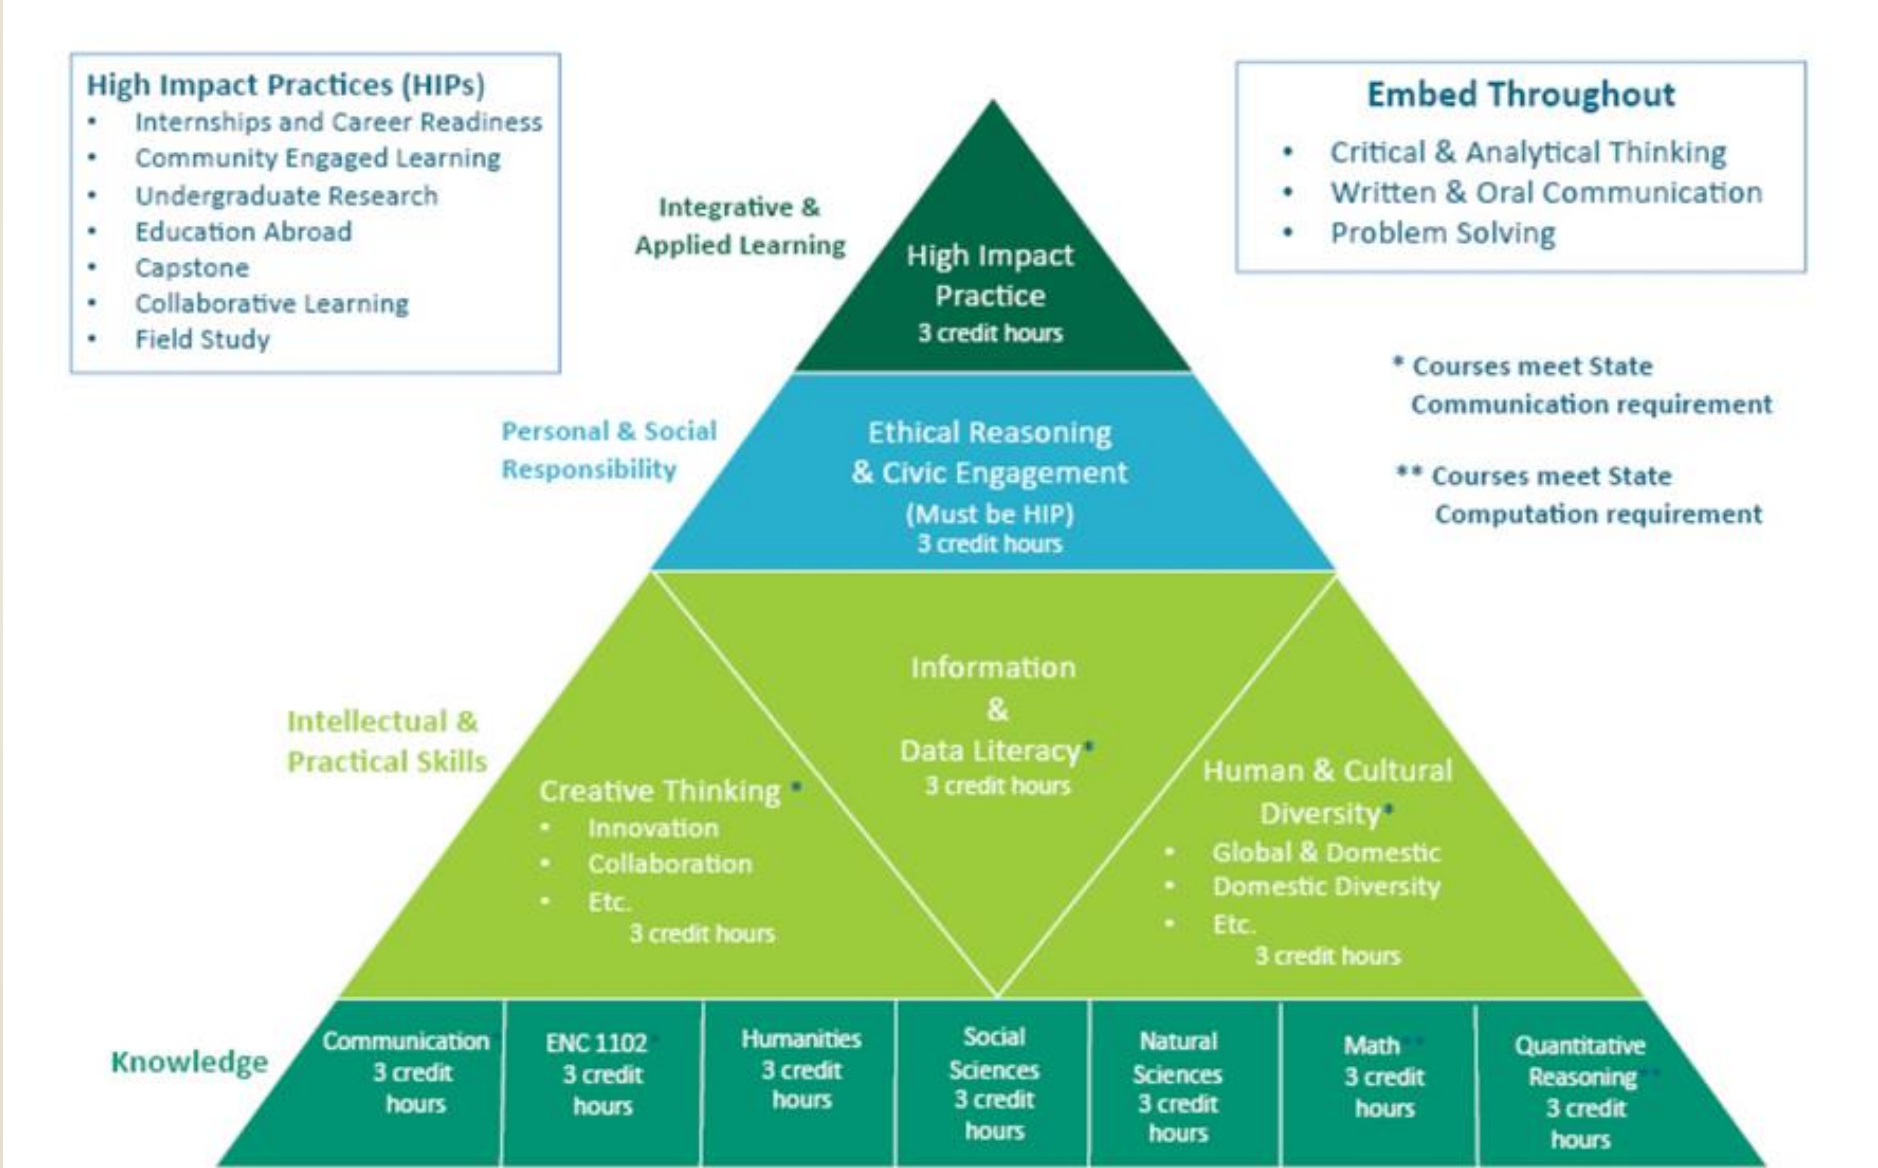 High Impact Practices (HIPs)
• Internships and Career Readiness
• Community Engaged Learning
• Undergraduate Research
• Education Abroad
• Capstone
• Collaborative Learning
• Field Study
Embed Throughout
• Critical & Analytical Thinking
• Written & Oral Communication
• Problem Solving
* Courses meet State
Communication requirement
** Courses meet State
Computation requirement
Integrative &
Applied Learning
High Impact
Practice
3 credit hours
Personal & Social
Responsibility
Ethical Reasoning
& Civic Engagement
(Must be HIP)
3 credit hours
Intellectual &
Practical Skills
Creative Thinking *
• Innovation
• Collaboration
• Etc.
3 credit hours
Information
&
Data Literacy*
3 credit hours
Human & Cultural
Diversity*
• Global & Domestic
• Domestic Diversity
• Etc.
3 credit hours
Knowledge
Communication*
3 credit
hours
ENC 1102*
3 credit
hours
Humanities
3 credit
hours
Social
Sciences
3 credit
hours
Natural
Sciences
3 credit
hours
Math**
3 credit
hours
Quantitative
Reasoning**
3 credit
hours